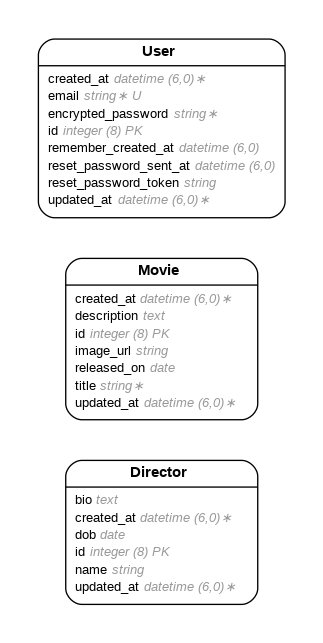 User
created_at datetime (6,0)∗
email string∗ U
encrypted_password string∗
id integer (8) PK
remember_created_at datetime (6,0)
reset_password_sent_at datetime (6,0)
reset_password_token string
updated_at datetime (6,0)∗
Movie
created_at datetime (6,0)∗
description text
id integer (8) PK
image_url string
released_on date
title string∗
updated_at datetime (6,0)∗
Director
bio text
created_at datetime (6,0)∗
dob date
id integer (8) PK
name string
updated_at datetime (6,0)∗